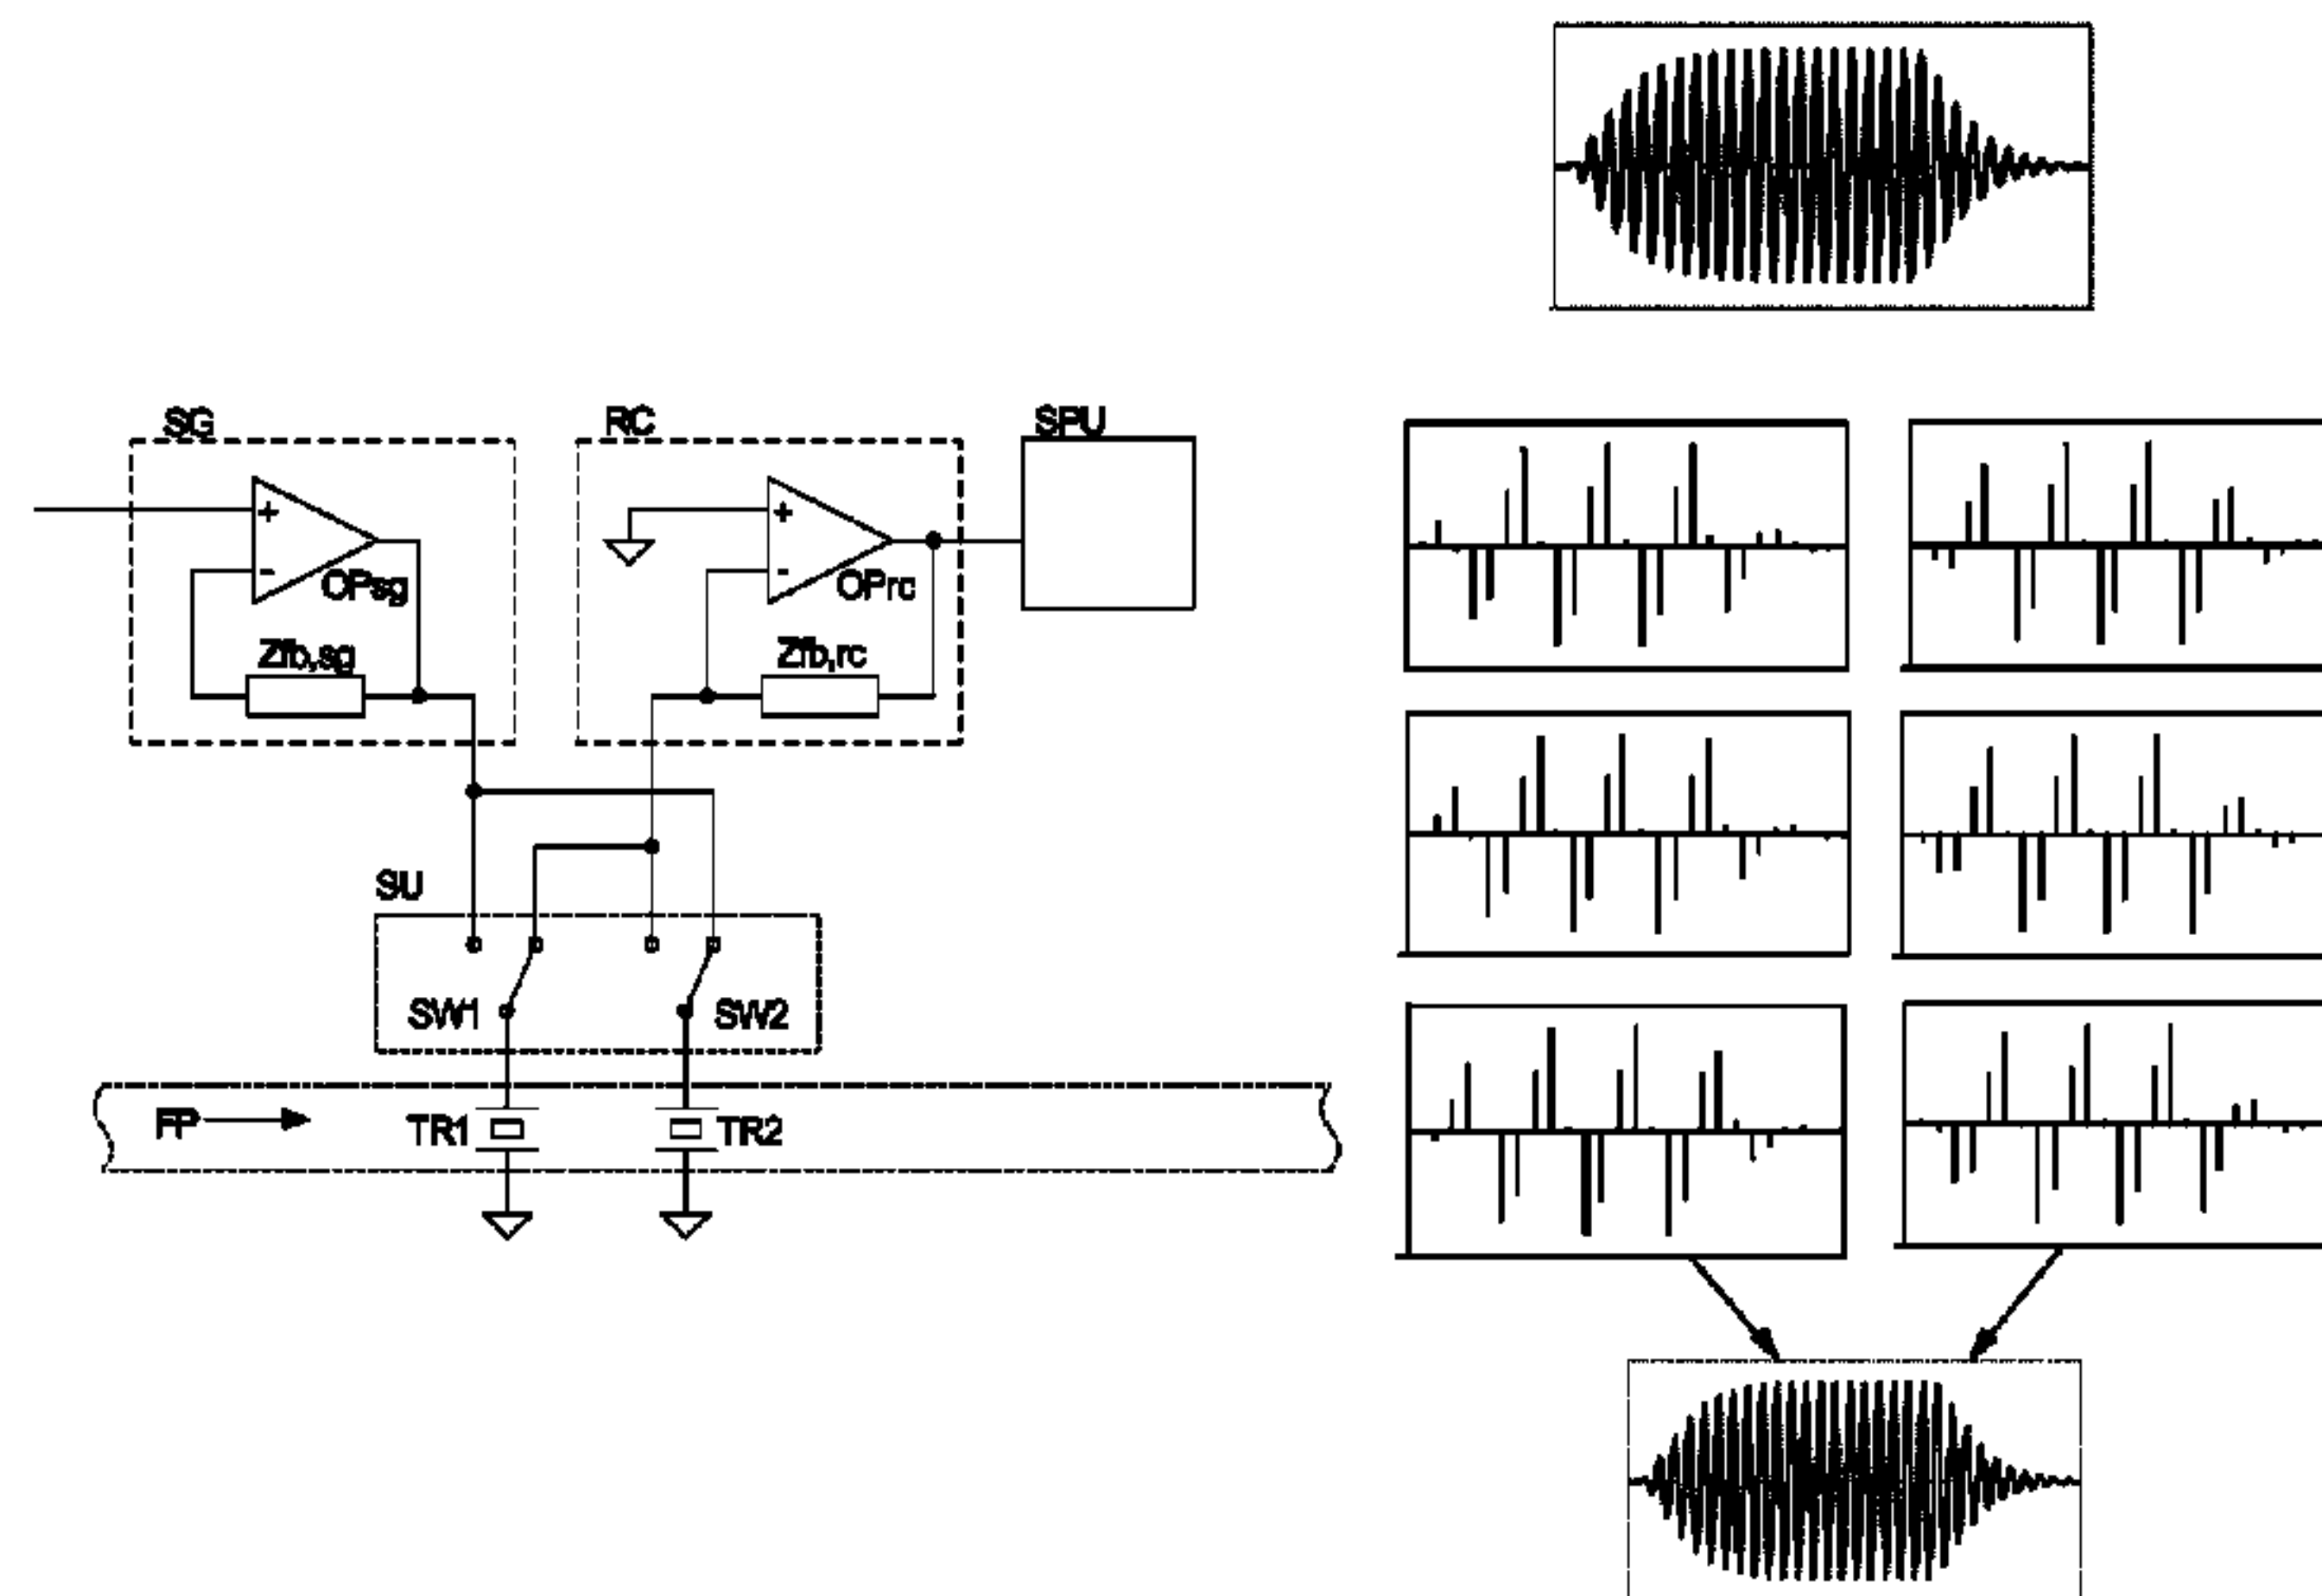 SG
RC
SPU
+
+
-
OPsg
-
OPrc
Zfb,sg
Zfb,rc
SU
SW1
SW2
FP
TR1
TR2